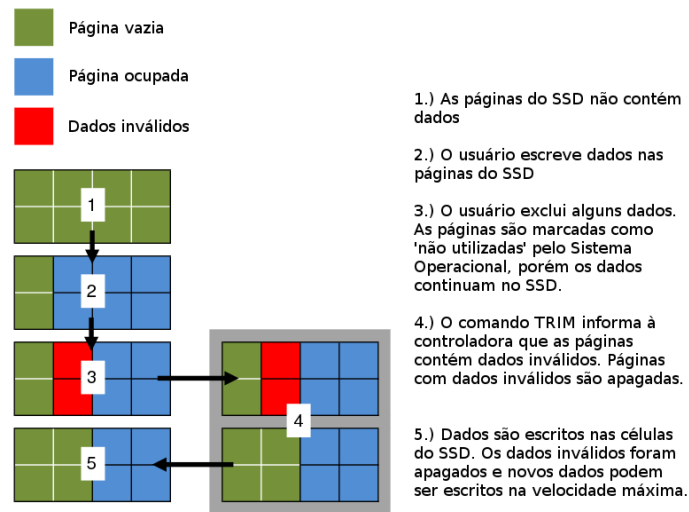 Página vazia
Página ocupada
Dados inválidos
1
2
3
4
5
1.) As páginas do SSD não contém
dados
2.) O usuário escreve dados nas
páginas do SSD
3.) O usuário exclui alguns dados.
As páginas são marcadas como
'não utilizadas' pelo Sistema
Operacional, porém os dados
continuam no SSD.
4.) O comando TRIM informa à
controladora que as páginas
contém dados inválidos. Páginas
com dados inválidos são apagadas.
5.) Dados são escritos nas células
do SSD. Os dados inválidos foram
apagados e novos dados podem
ser escritos na velocidade máxima.